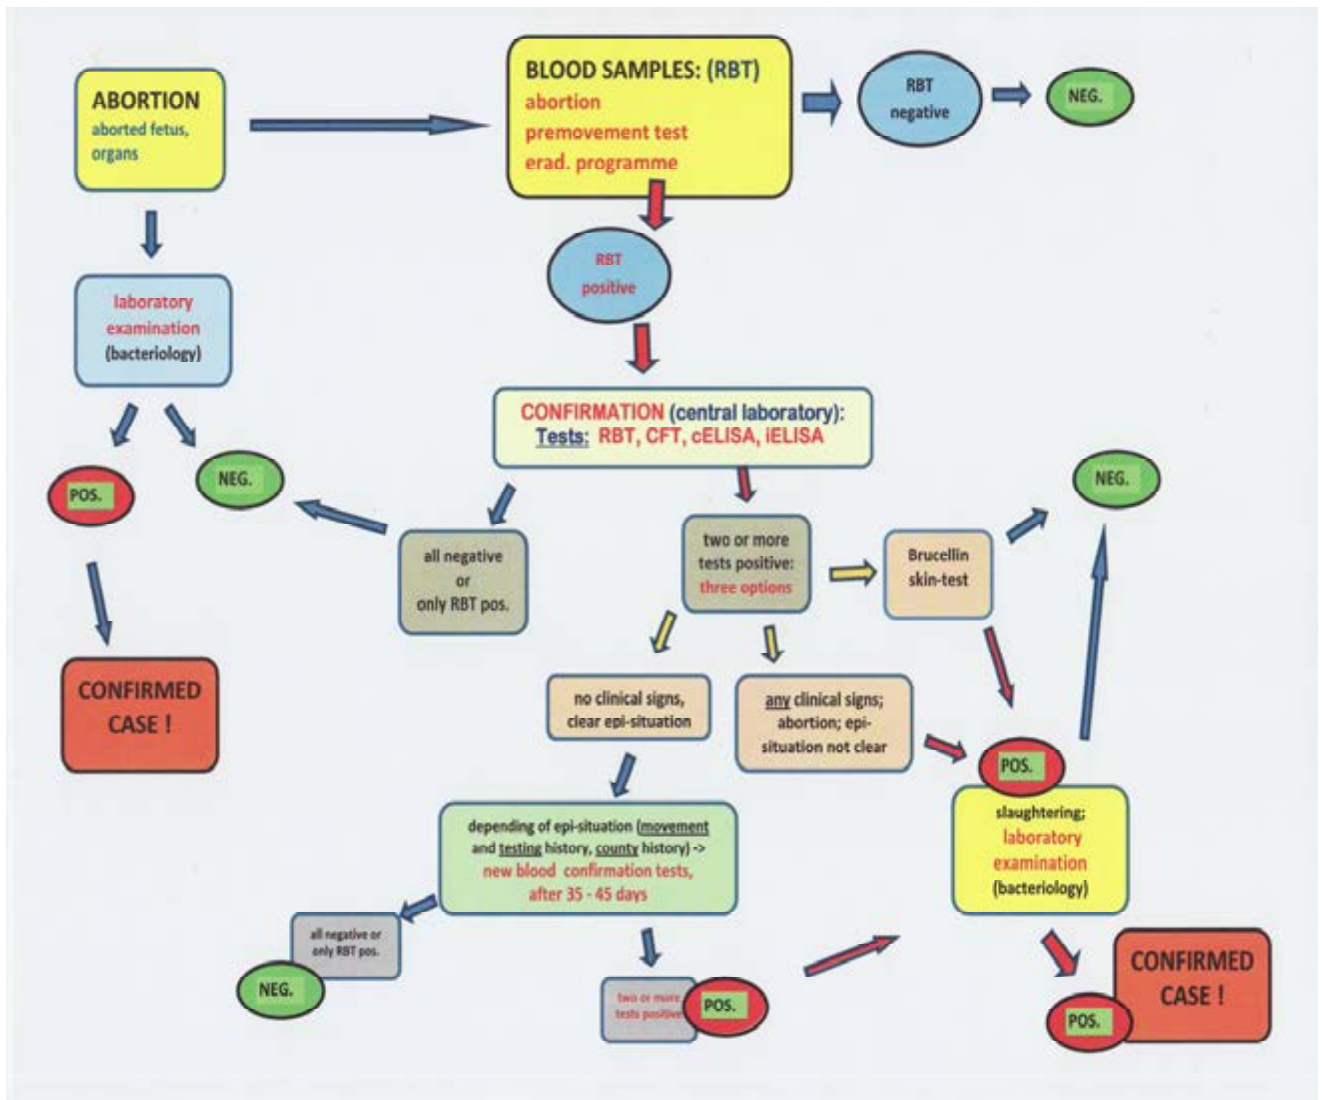 ABORTION
aborted fetus,
organs
BLOOD SAMPLES: (RBT)
abortion
premovement test
erad. programme
RBT
negative
NEG.
RBT
positive
laboratory
examination
(bacteriology)
CONFIRMATION (central laboratory):
Tests: RBT, CFT, cELISA, iELISA
POS.
NEG.
NEG.
all negative
or
only RBT pos.
two or more
tests positive:
three options
Brucellin
skin-test
CONFIRMED
CASE !
no clinical signs,
clear epi-situation
any clinical signs;
abortion; epi-
situation not clear
POS.
slaughtering;
laboratory
examination
(bacteriology)
depending of epi-situation (movement
and testing history, county history) ->
new blood confirmation tests,
after 35 - 45 days
all negative or
only RBT pos.
NEG.
two or more
tests positive
POS.
CONFIRMED
CASE !
POS.